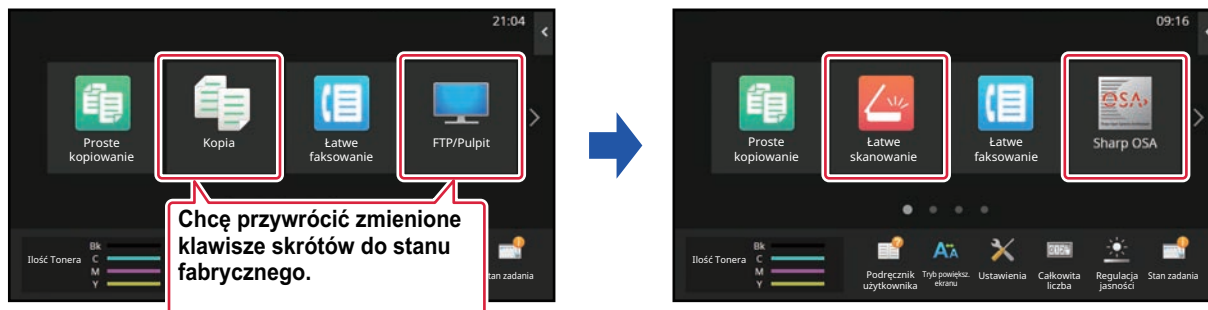 21:04
Proste
kopiowanie
Kopia
Łatwe
faksowanie
FTP/Pulpit
Chcę przywrócić zmienione
klawisze skrótów do stanu
fabrycznego.
Ilość Tonera
Bk
C
M
Y
tan zadania
09:16
Proste
kopiowanie
Łatwe
skanowanie
Łatwe
faksowanie
OSA
Sharp OSA
Ilość Tonera
Bk
C
M
Y
Podręcznik
użytkownika
Tryb powiększ.
ekranu
Ustawienia
Całkowita
liczba
Regulacja
jasności
Stan zadania